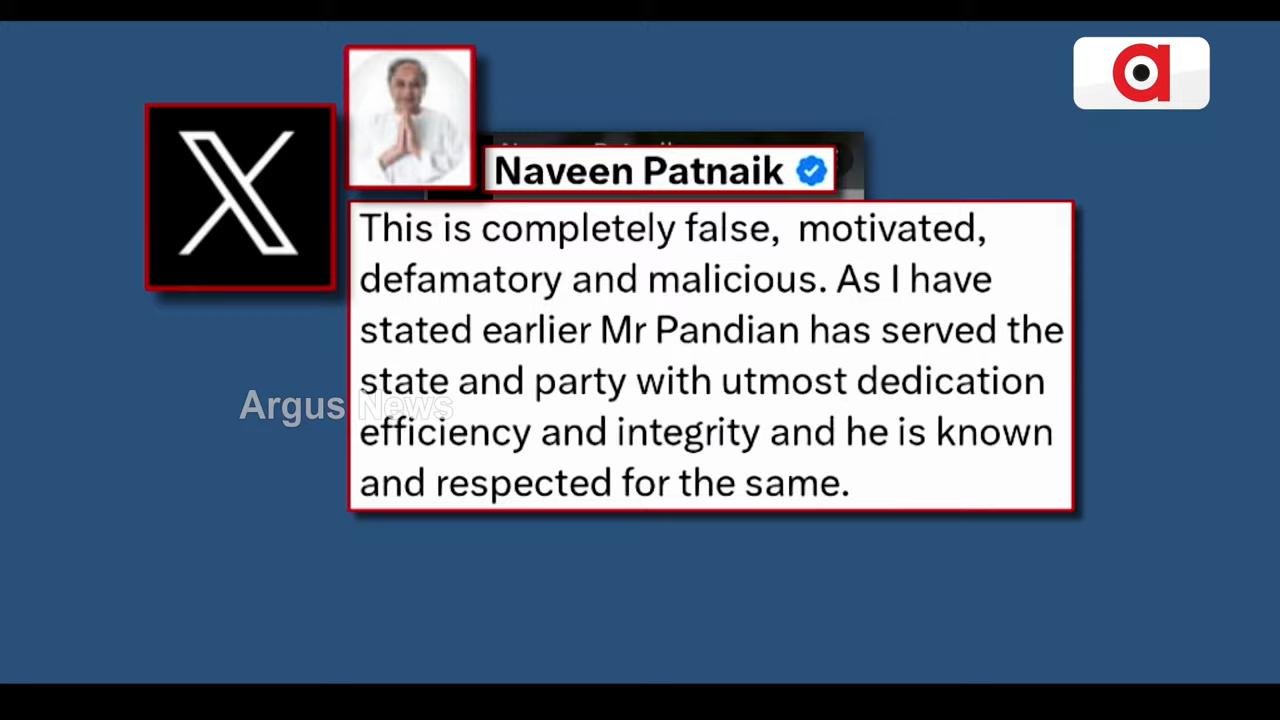 Naveen Patnaik
This is completely false,  motivated,
defamatory and malicious. As I have
stated earlier Mr Pandian has served the
state and party with utmost dedication
efficiency and integrity and he is known
and respected for the same.
Argus News